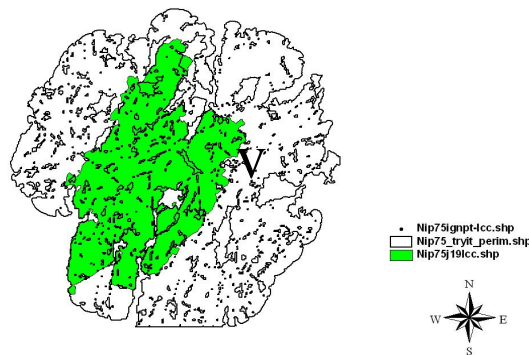 V
Nip75ignpt-lcc.shp
Nip75_tryit_perim.shp
Nip75j19lcc.shp
N
W E
S